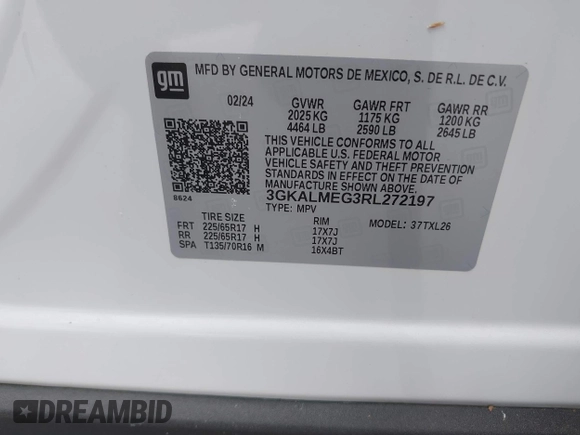 gm
MFD BY GENERAL MOTORS DE MEXICO, S. DE R.L. DE C.V.
02/24 GVWR GAWR FRT GAWR RR
2025 KG 1175 KG 1200 KG
4464 LB 2590 LB 2645 LB
THIS VEHICLE CONFORMS TO ALL
APPLICABLE U.S. FEDERAL MOTOR
VEHICLE SAFETY AND THEFT PREVENTION
STANDARDS IN EFFECT ON THE DATE OF
MANUFACTURE SHOWN ABOVE.
8624 3GKALMEG3RL272197
TYPE: MPV
TIRE SIZE RIM MODEL: 37TXL26
FRT 225/65R17 H 17X7J
RR 225/65R17 H 17X7J
SPA T135/70R16 M 16X4BT
DREAMBID